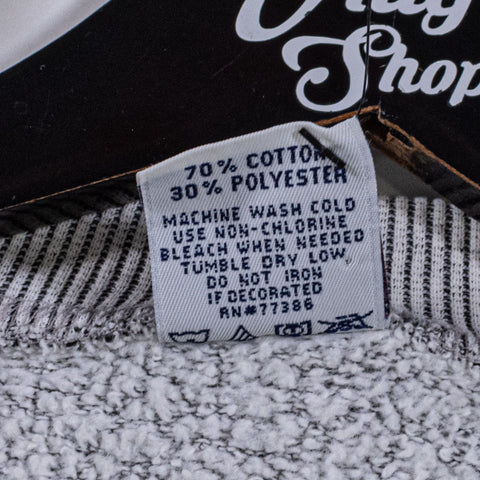 Shop
70% COTTON
30% POLYESTER
MACHINE WASH COLD
USE NON-CHLORINE
BLEACH WHEN NEEDED
TUMBLE DRY LOW,
DO NOT IRON
IF DECORATED
RN#77386